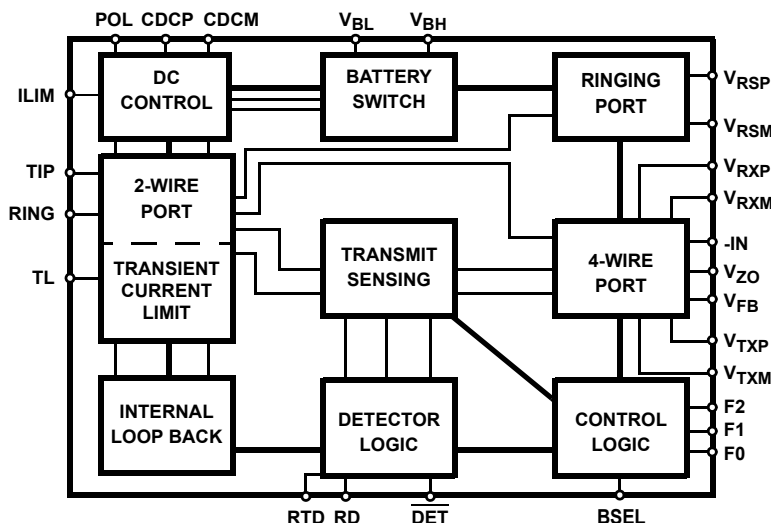 POL CDCP CDCM VBL VBH
DC
CONTROL
BATTERY
SWITCH
RINGING
PORT
ILIM
TIP
RING
TL
2-WIRE
PORT
TRANSIENT
CURRENT
LIMIT
TRANSMIT
SENSING
4-WIRE
PORT
INTERNAL
LOOP BACK
DETECTOR
LOGIC
CONTROL
LOGIC
VRSP
VRSM
VRXP
VRXM
-IN
VZO
VFB
VTXP
VTXM
F2
F1
F0
RTD RD DET BSEL